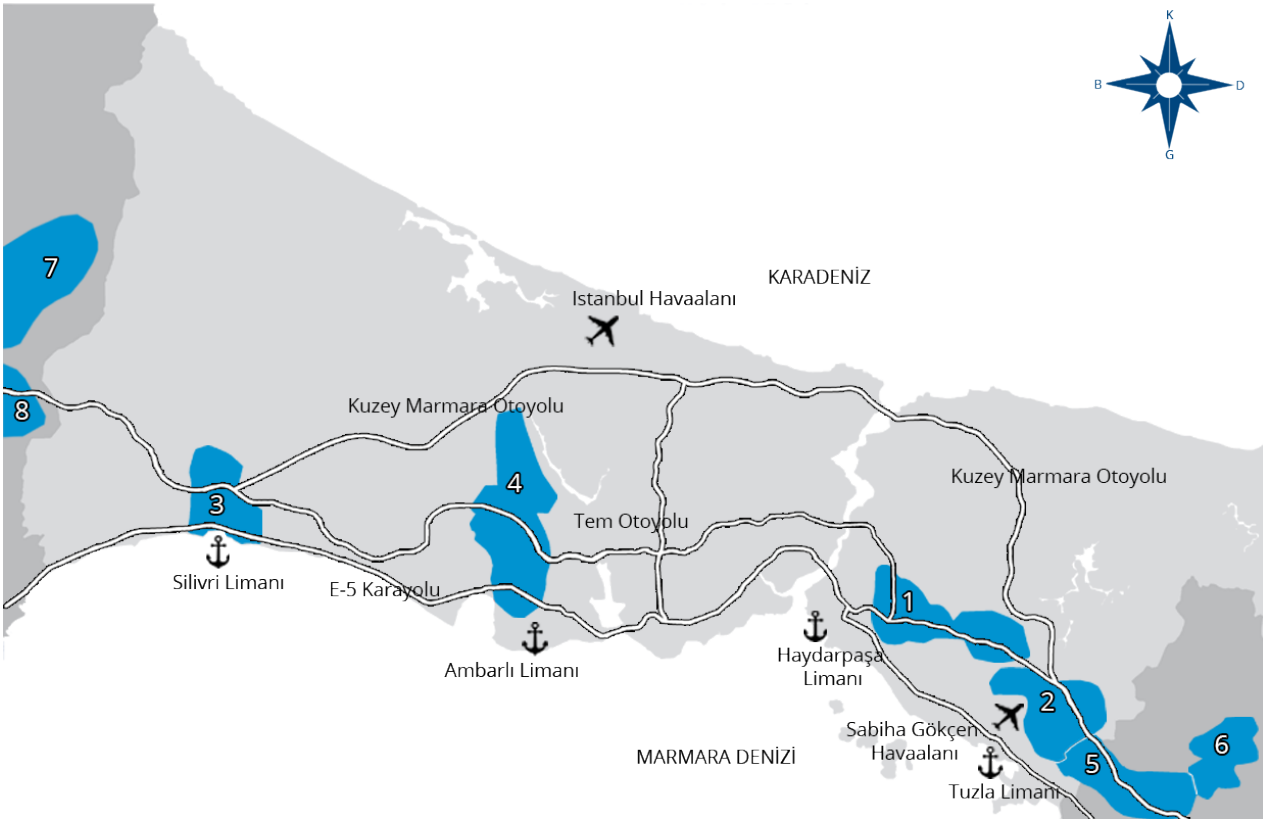 K
B
D
G
7
KARADENİZ
Istanbul Havaalanı
8
Kuzey Marmara Otoyolu
Kuzey Marmara Otoyolu
4
3
Tem Otoyolu
Silivri Limanı
E-5 Karayolu
1
Ambarlı Limanı
Haydarpaşa
Limanı
2
Sabiha Gökçen
Havaalanı
6
MARMARA DENİZİ
5
Tuzla Limanı